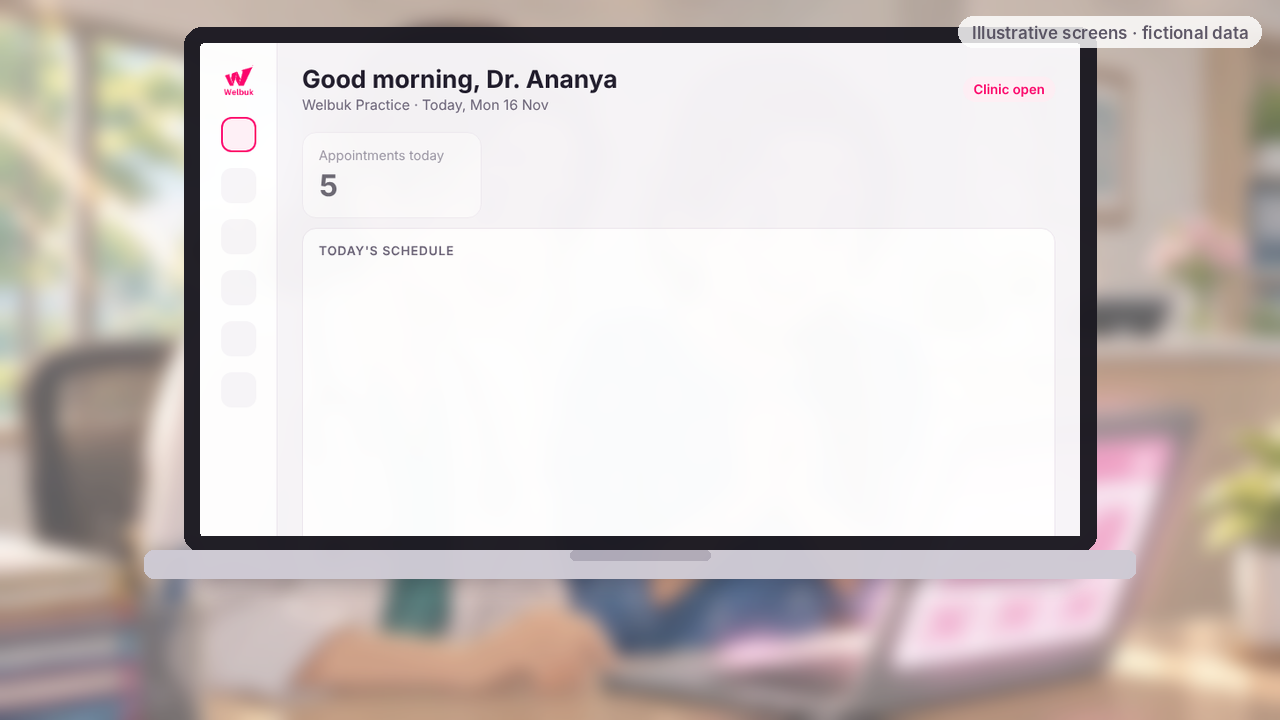 Illustrative screens · fictional data
Welbuk
Good morning, Dr. Ananya
Welbuk Practice · Today, Mon 16 Nov
Clinic open
Appointments today
5
TODAY'S SCHEDULE